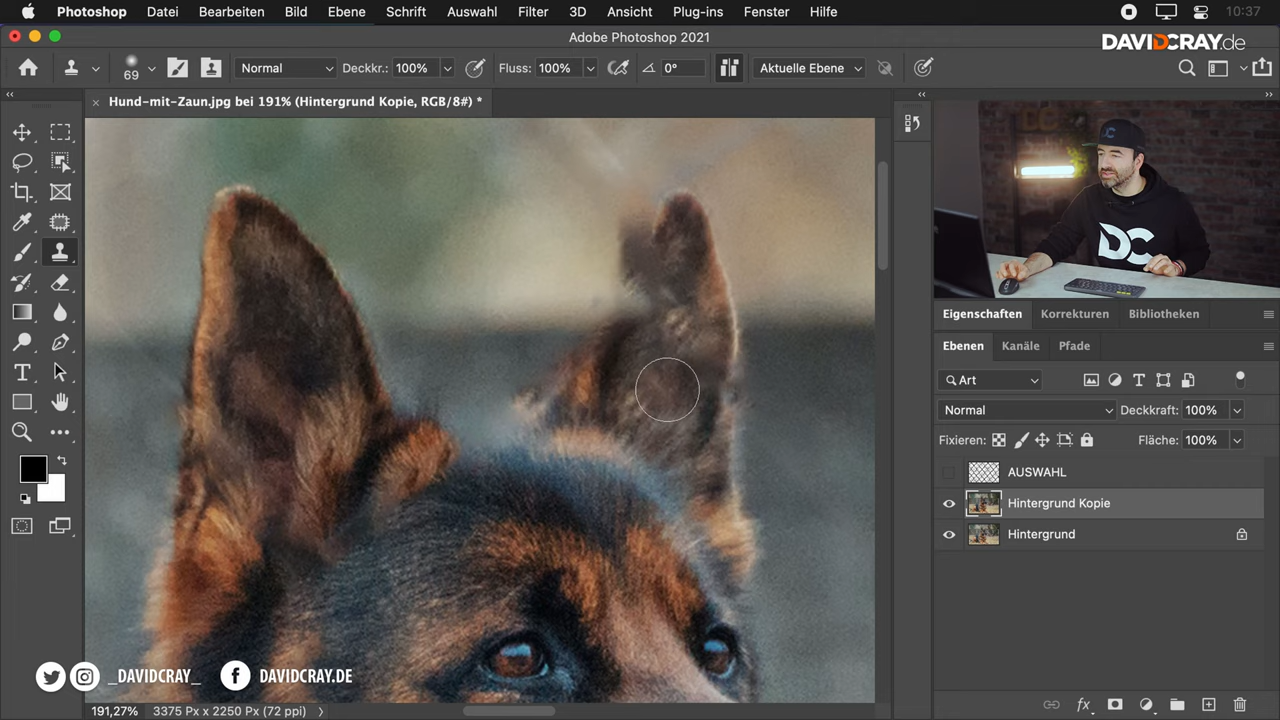 Photoshop Datei Bearbeiten Bild Ebene Schrift Auswahl Filter 3D Ansicht Plug-ins Fenster Hilfe 10:37
Adobe Photoshop 2021
DAVIDCRAY.de
69 Normal Deckkr.: 100% Fluss: 100% 0° Aktuelle Ebene
Hund-mit-Zaun.jpg bei 191% (Hintergrund Kopie, RGB/8#) *
DC
DC
Eigenschaften Korrekturen Bibliotheken
Ebenen Kanäle Pfade
Art
Normal Deckkraft: 100%
Fixieren: Fläche: 100%
AUSWAHL
Hintergrund Kopie
Hintergrund
_DAVIDCRAY_ DAVIDCRAY.DE
191,27% 3375 Px x 2250 Px (72 ppi)